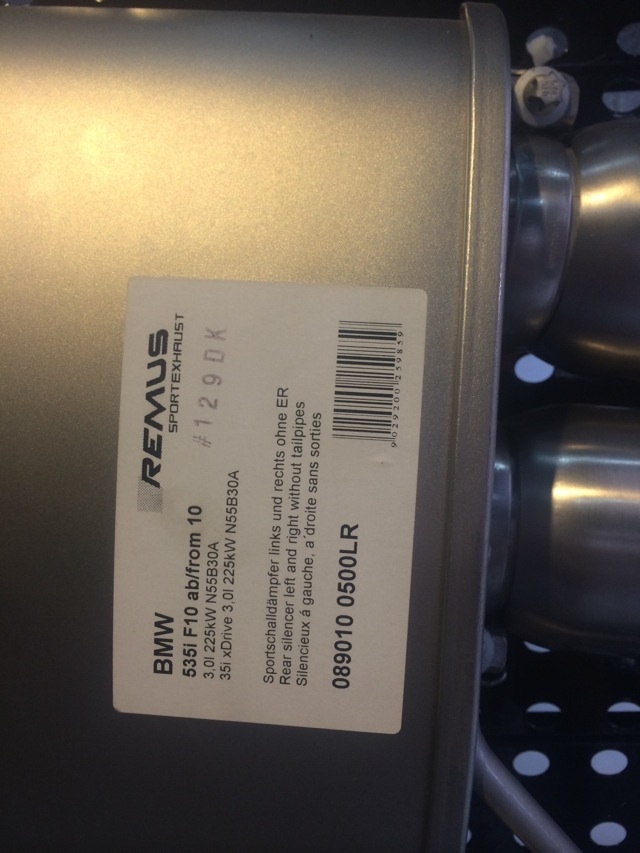 REMUS
SPORTEXHAUST
#129DK
BMW
535i F10 ab/from 10
3,0l 225kW N55B30A
35i xDrive 3,0l 225kW N55B30A
Sportschalldämpfer links und rechts ohne ER
Rear silencer left and right without tailpipes
Silencieux á gauche, a´droite sans sorties
089010 0500LR
9029200259859